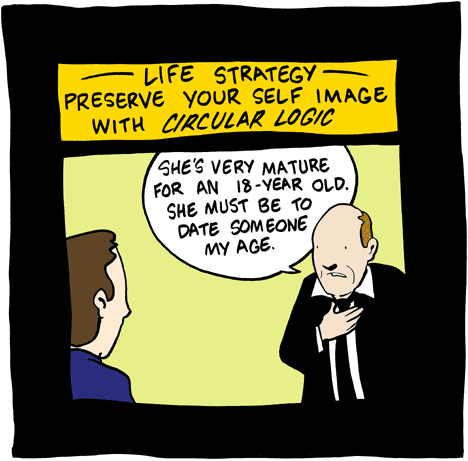 LIFE STRATEGY
PRESERVE YOUR SELF IMAGE
WITH CIRCULAR LOGIC
SHE'S VERY MATURE
FOR AN 18-YEAR OLD.
SHE MUST BE TO
DATE SOMEONE
MY AGE.